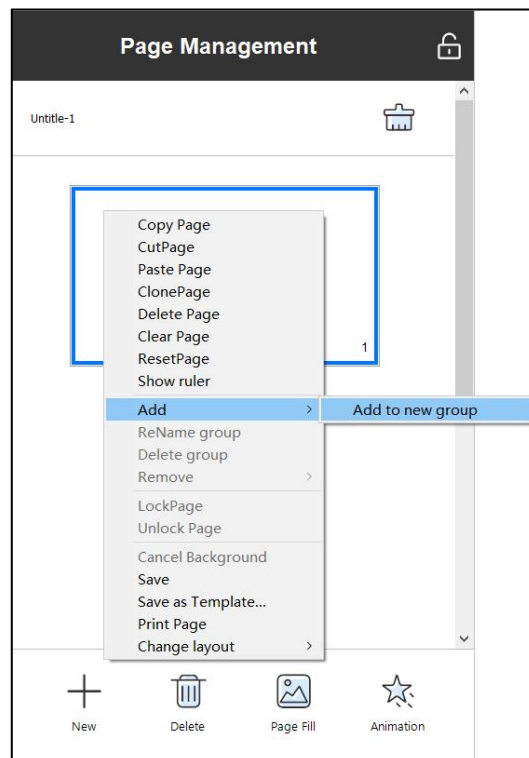 Page Management
Untitle-1
Copy Page
CutPage
Paste Page
ClonePage
Delete Page
Clear Page
1
ResetPage
Show ruler
Add > Add to new group
ReName group
Delete group
Remove >
LockPage
Unlock Page
Cancel Background
Save
Save as Template...
Print Page
Change layout >
New Delete Page Fill Animation